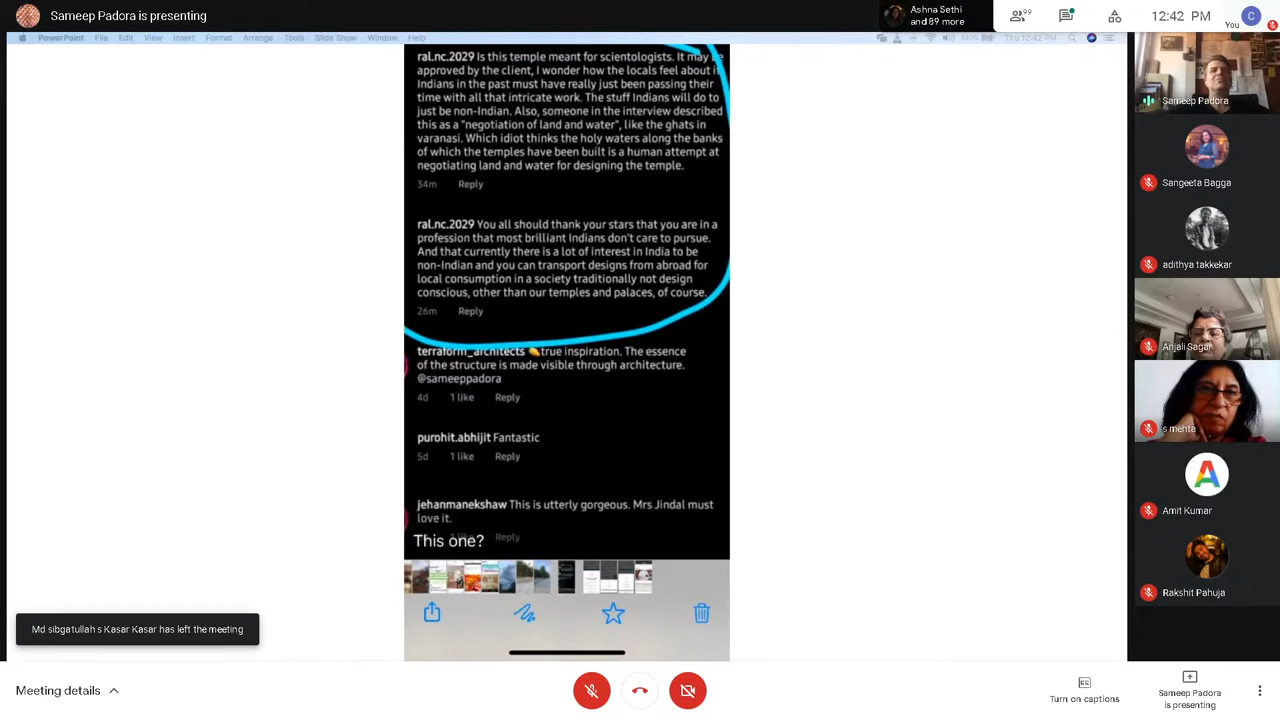 Sameep Padora is presenting
Ashna Sethi
and 89 more
99
12:42 PM
You
C
PowerPoint File Edit View Insert Format Arrange Tools Slide Show Window Help
100%
Thu 12:42 PM
ral.nc.2029 Is this temple meant for scientologists. It may be
approved by the client, I wonder how the locals feel about it
Indians in the past must have really just been passing their
time with all that intricate work. The stuff Indians will do to
just be non-Indian. Also, someone in the interview described
this as a "negotiation of land and water", like the ghats in
varanasi. Which idiot thinks the holy waters along the banks
of which the temples have been built is a human attempt at
negotiating land and water for designing the temple.
34m Reply
ral.nc.2029 You all should thank your stars that you are in a
profession that most brilliant Indians don't care to pursue.
And that currently there is a lot of interest in India to be
non-Indian and you can transport designs from abroad for
local consumption in a society traditionally not design
conscious, other than our temples and palaces, of course.
26m Reply
terraform_architects true inspiration. The essence
of the structure is made visible through architecture.
@sameeppadora
4d 1 like Reply
purohit.abhijit Fantastic
5d 1 like Reply
jehanmanekshaw This is utterly gorgeous. Mrs Jindal must
love it.
Reply
This one?
Sameep Padora
Sangeeta Bagga
adithya takkekar
Anjali Sagar
s mehta
A
Amit Kumar
Rakshit Pahuja
Md sibgatullah s Kasar Kasar has left the meeting
Meeting details
Turn on captions
Sameep Padora
is presenting